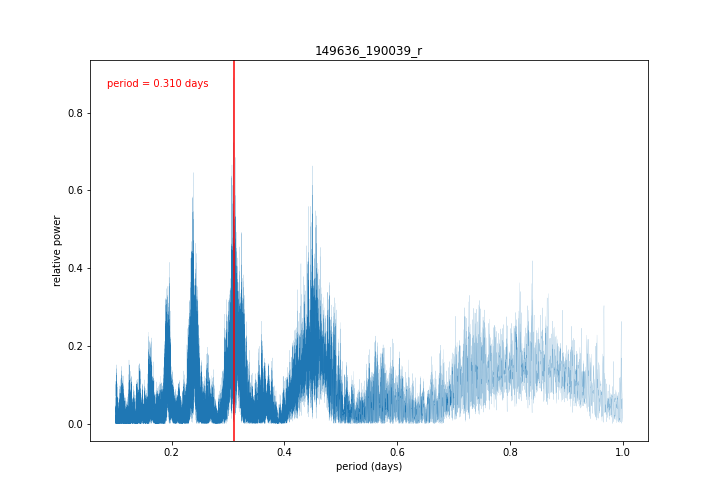 149636_190039_r
period = 0.310 days
relative power
0.8
0.6
0.4
0.2
0.0
0.2 0.4 0.6 0.8 1.0
period (days)